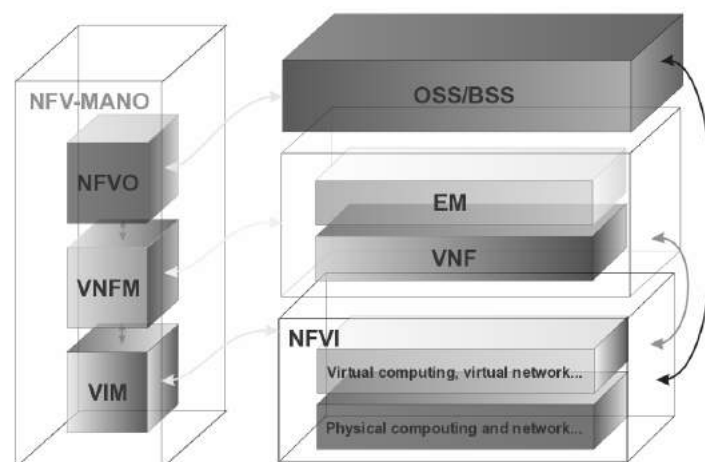 NFV-MANO
NFVO
VNFM
VIM
OSS/BSS
EM
VNF
NFVI
Virtual computing, virtual network...
Physical compouting and network...